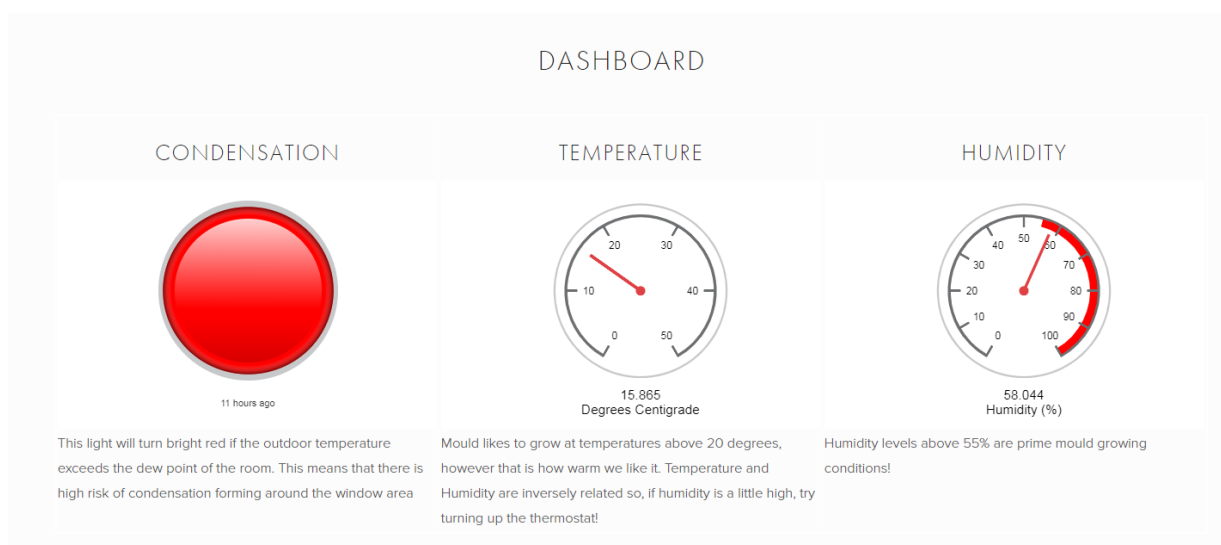 DASHBOARD
CONDENSATION
TEMPERATURE
HUMIDITY
11 hours ago
0
10
20
30
40
50
15.865
Degrees Centigrade
0
10
20
30
40
50
60
70
80
90
100
58.044
Humidity (%)
This light will turn bright red if the outdoor temperature
exceeds the dew point of the room. This means that there is
high risk of condensation forming around the window area
Mould likes to grow at temperatures above 20 degrees,
however that is how warm we like it. Temperature and
Humidity are inversely related so, if humidity is a little high, try
turning up the thermostat!
Humidity levels above 55% are prime mould growing
conditions!